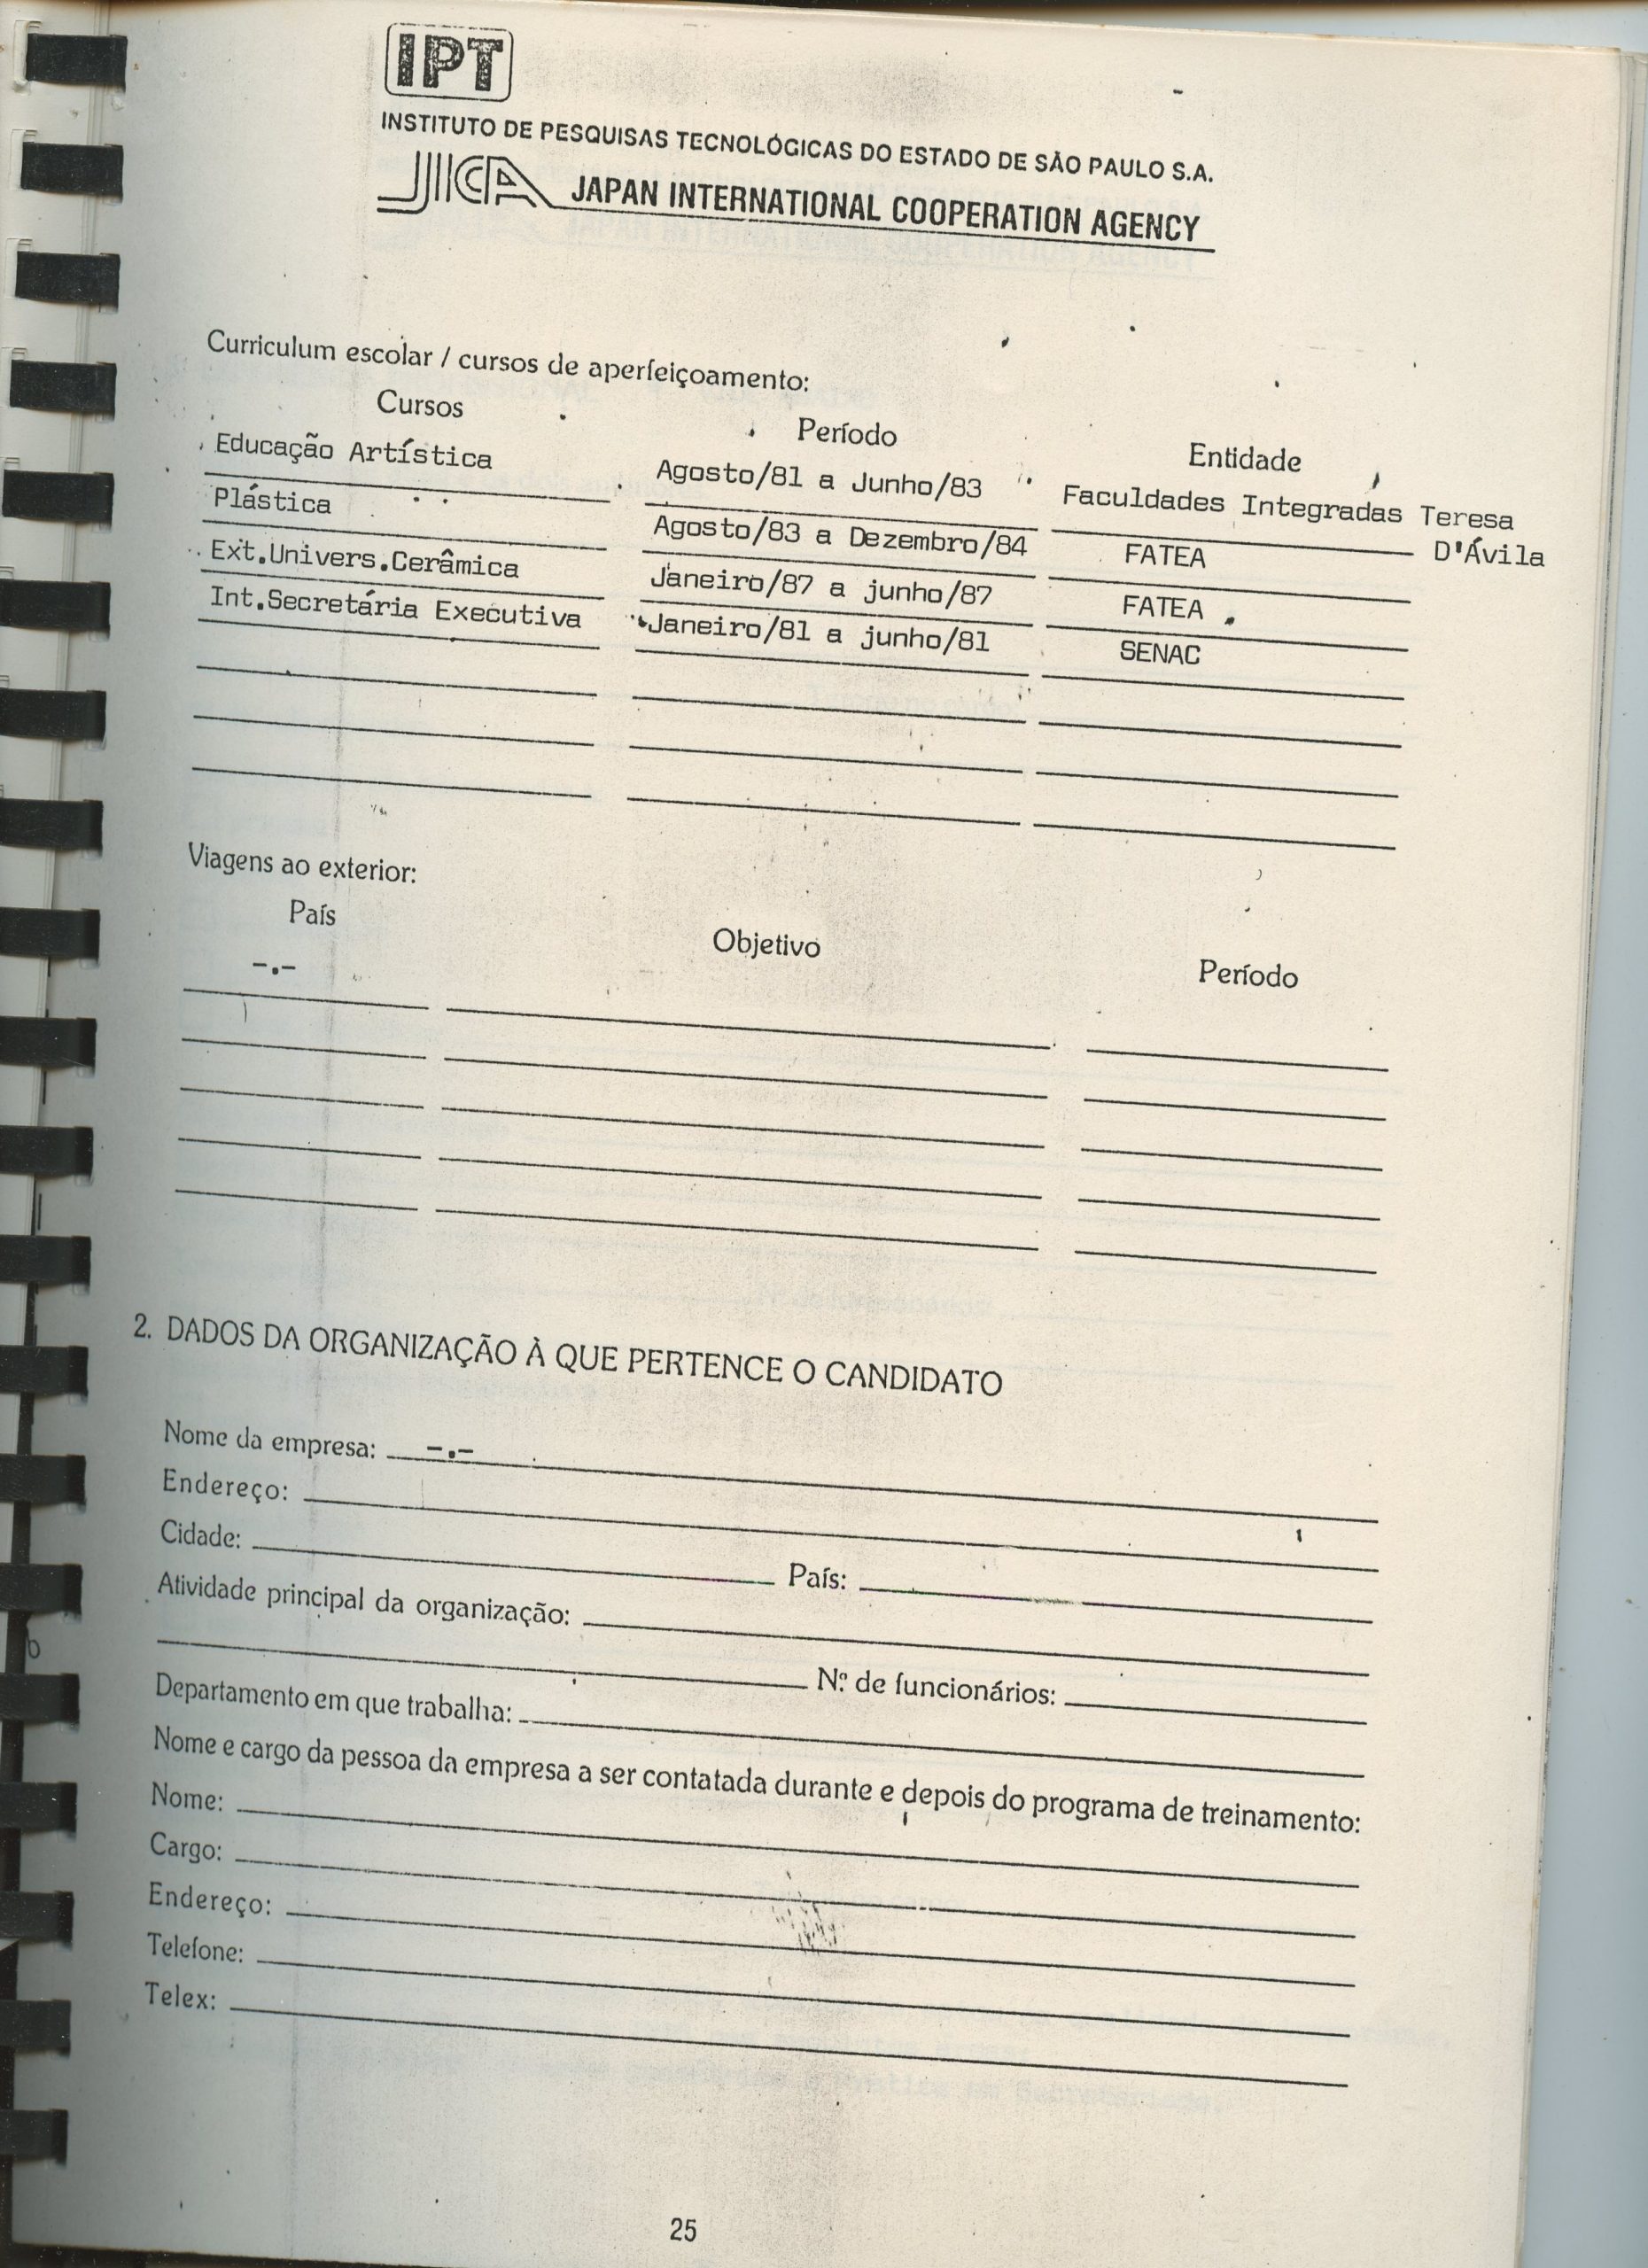 IPT
INSTITUTO DE PESQUISAS TECNOLÓGICAS DO ESTADO DE SÃO PAULO S.A.
JICA JAPAN INTERNATIONAL COOPERATION AGENCY
Curriculum escolar / cursos de aperfeiçoamento:
Cursos Período Entidade
Educação Artística Agosto/81 a Junho/83 Faculdades Integradas Teresa
D'Ávila
Plástica Agosto/83 a Dezembro/84 FATEA
Ext.Univers.Cerâmica Janeiro/87 a junho/87 FATEA
Int.Secretária Executiva Janeiro/81 a junho/81 SENAC
Viagens ao exterior:
País Objetivo Período
-.-
2. DADOS DA ORGANIZAÇÃO À QUE PERTENCE O CANDIDATO
Nome da empresa: -.-
Endereço:
Cidade: País:
Atividade principal da organização:
N.º de funcionários:
Departamento em que trabalha:
Nome e cargo da pessoa da empresa a ser contatada durante e depois do programa de treinamento:
Nome:
Cargo:
Endereço:
Telefone:
Telex:
25